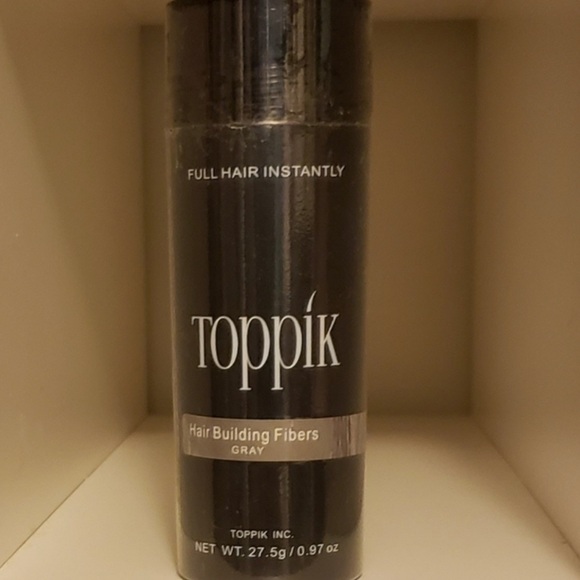 FULL HAIR INSTANTLY
TOPPIK
Hair Building Fibers
GRAY
TOPPIK INC.
NET WT. 27.5g / 0.97 oz